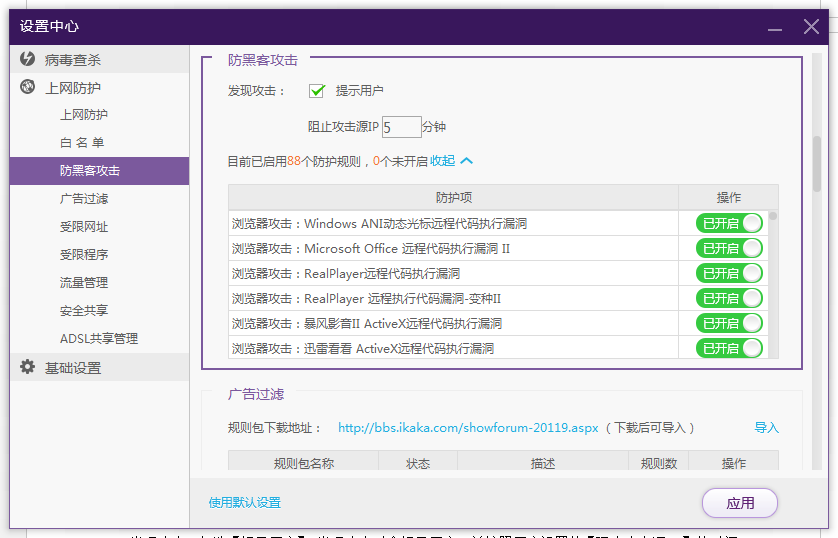 设置中心
病毒查杀
上网防护
上网防护
白 名 单
防黑客攻击
广告过滤
受限网址
受限程序
流量管理
安全共享
ADSL共享管理
基础设置
防黑客攻击
发现攻击： 提示用户
阻止攻击源IP 5 分钟
目前已启用88个防护规则，0个未开启 收起
防护项 操作
浏览器攻击：Windows ANI动态光标远程代码执行漏洞 已开启
浏览器攻击：Microsoft Office 远程代码执行漏洞 II 已开启
浏览器攻击：RealPlayer远程代码执行漏洞 已开启
浏览器攻击：RealPlayer 远程执行代码漏洞-变种II 已开启
浏览器攻击：暴风影音II ActiveX远程代码执行漏洞 已开启
浏览器攻击：迅雷看看 ActiveX远程代码执行漏洞 已开启
广告过滤
规则包下载地址： http://bbs.ikaka.com/showforum-20119.aspx （下载后可导入） 导入
规则包名称 状态 描述 规则数 操作
使用默认设置 应用